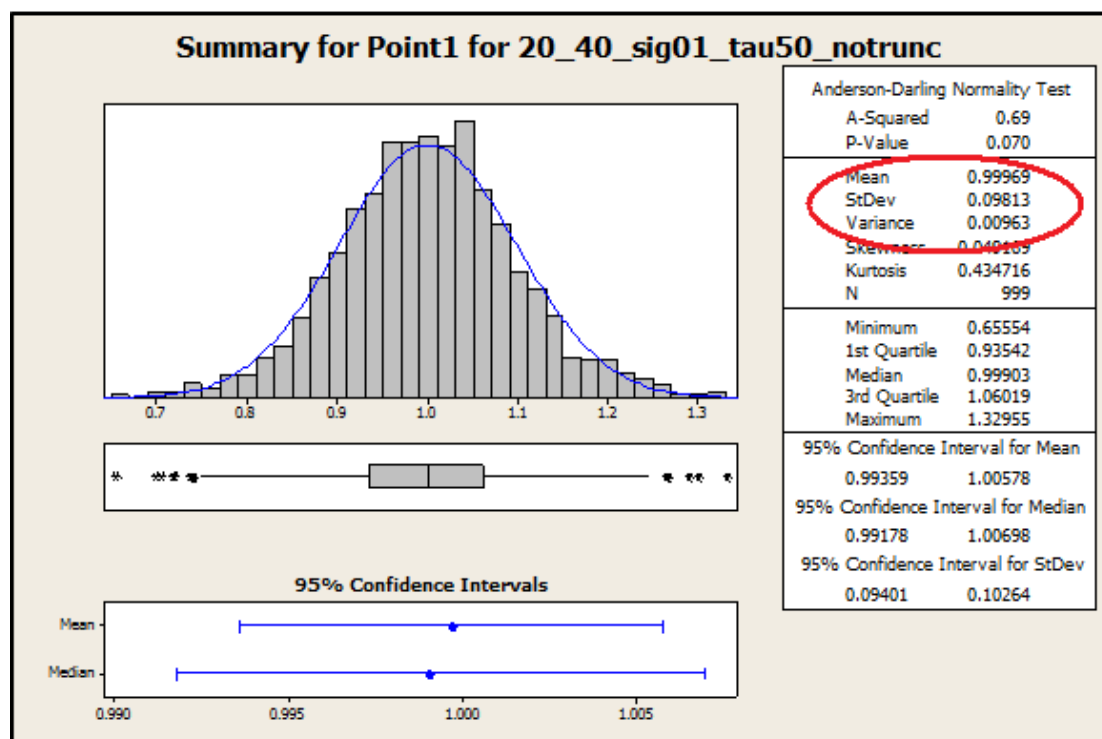 Summary for Point1 for 20_40_sig01_tau50_notrunc
0.7 0.8 0.9 1.0 1.1 1.2 1.3
95% Confidence Intervals
Mean
Median
0.990 0.995 1.000 1.005
Anderson-Darling Normality Test
A-Squared 0.69
P-Value 0.070
Mean 0.99969
StDev 0.09813
Variance 0.00963
Skewness 0.049169
Kurtosis 0.434716
N 999
Minimum 0.65554
1st Quartile 0.93542
Median 0.99903
3rd Quartile 1.06019
Maximum 1.32955
95% Confidence Interval for Mean
0.99359 1.00578
95% Confidence Interval for Median
0.99178 1.00698
95% Confidence Interval for StDev
0.09401 0.10264